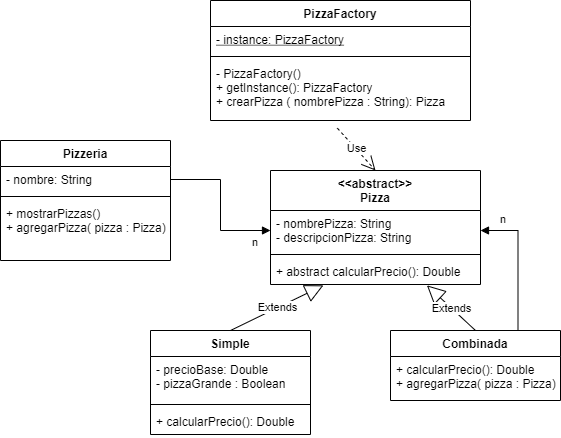 PizzaFactory
- instance: PizzaFactory
- PizzaFactory()
+ getInstance(): PizzaFactory
+ crearPizza ( nombrePizza : String): Pizza
Use
Pizzeria
- nombre: String
+ mostrarPizzas()
+ agregarPizza( pizza : Pizza)
n
<<abstract>>
Pizza
- nombrePizza: String
- descripcionPizza: String
+ abstract calcularPrecio(): Double
n
Extends
Extends
Simple
- precioBase: Double
- pizzaGrande : Boolean
+ calcularPrecio(): Double
Combinada
+ calcularPrecio(): Double
+ agregarPizza( pizza : Pizza)